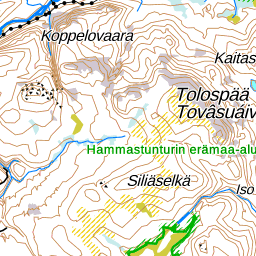 Koppelovaara
Kaitas
Tolospää
Tovâsuáiv
Hammastunturin erämaa-alu
Siliäselkä
Iso